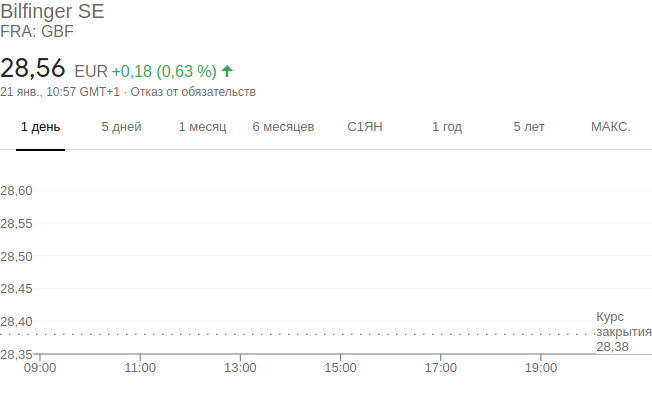 Bilfinger SE
FRA: GBF
28,56 EUR +0,18 (0,63 %)
21 янв., 10:57 GMT+1 · Отказ от обязательств
1 день 5 дней 1 месяц 6 месяцев С1ЯН 1 год 5 лет МАКС.
28,60
28,55
28,50
28,45
28,40
28,35
Курс
закрытия
28,38
09:00 11:00 13:00 15:00 17:00 19:00